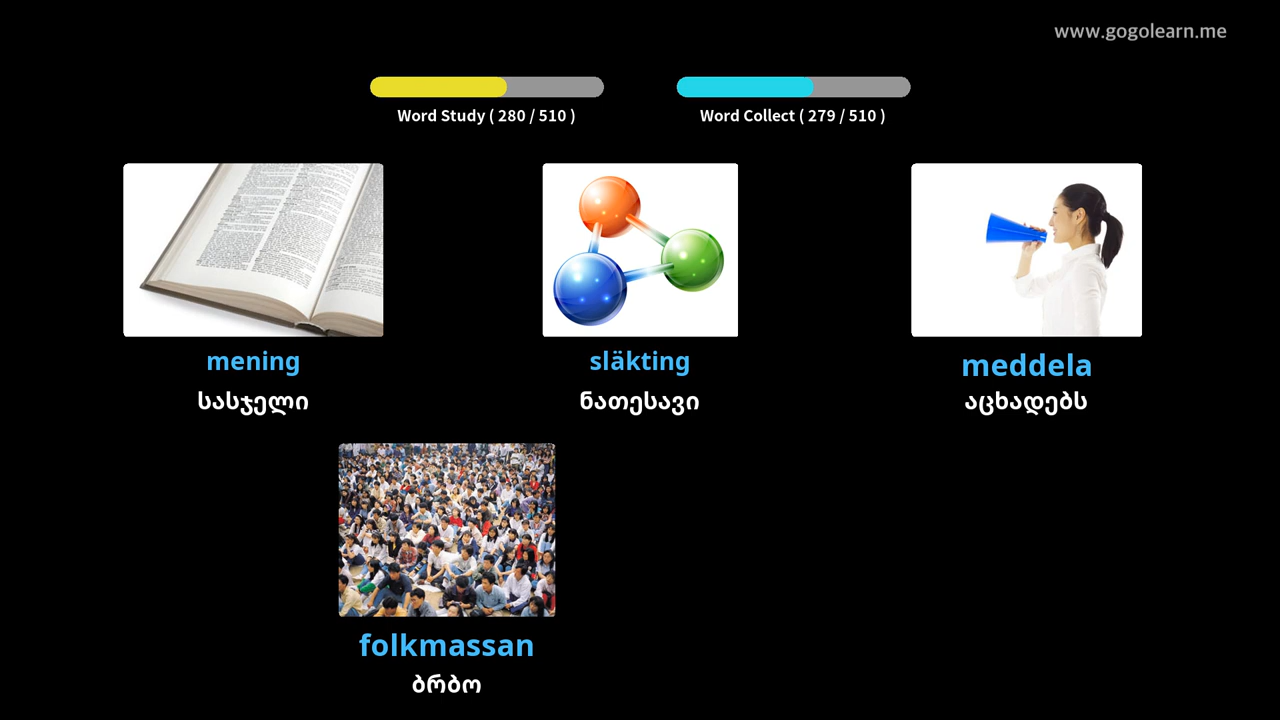 www.gogolearn.me
Word Study ( 280 / 510 )
Word Collect ( 279 / 510 )
mening
სასჯელი
släkting
ნათესავი
meddela
აცხადებს
folkmassan
ბრბო